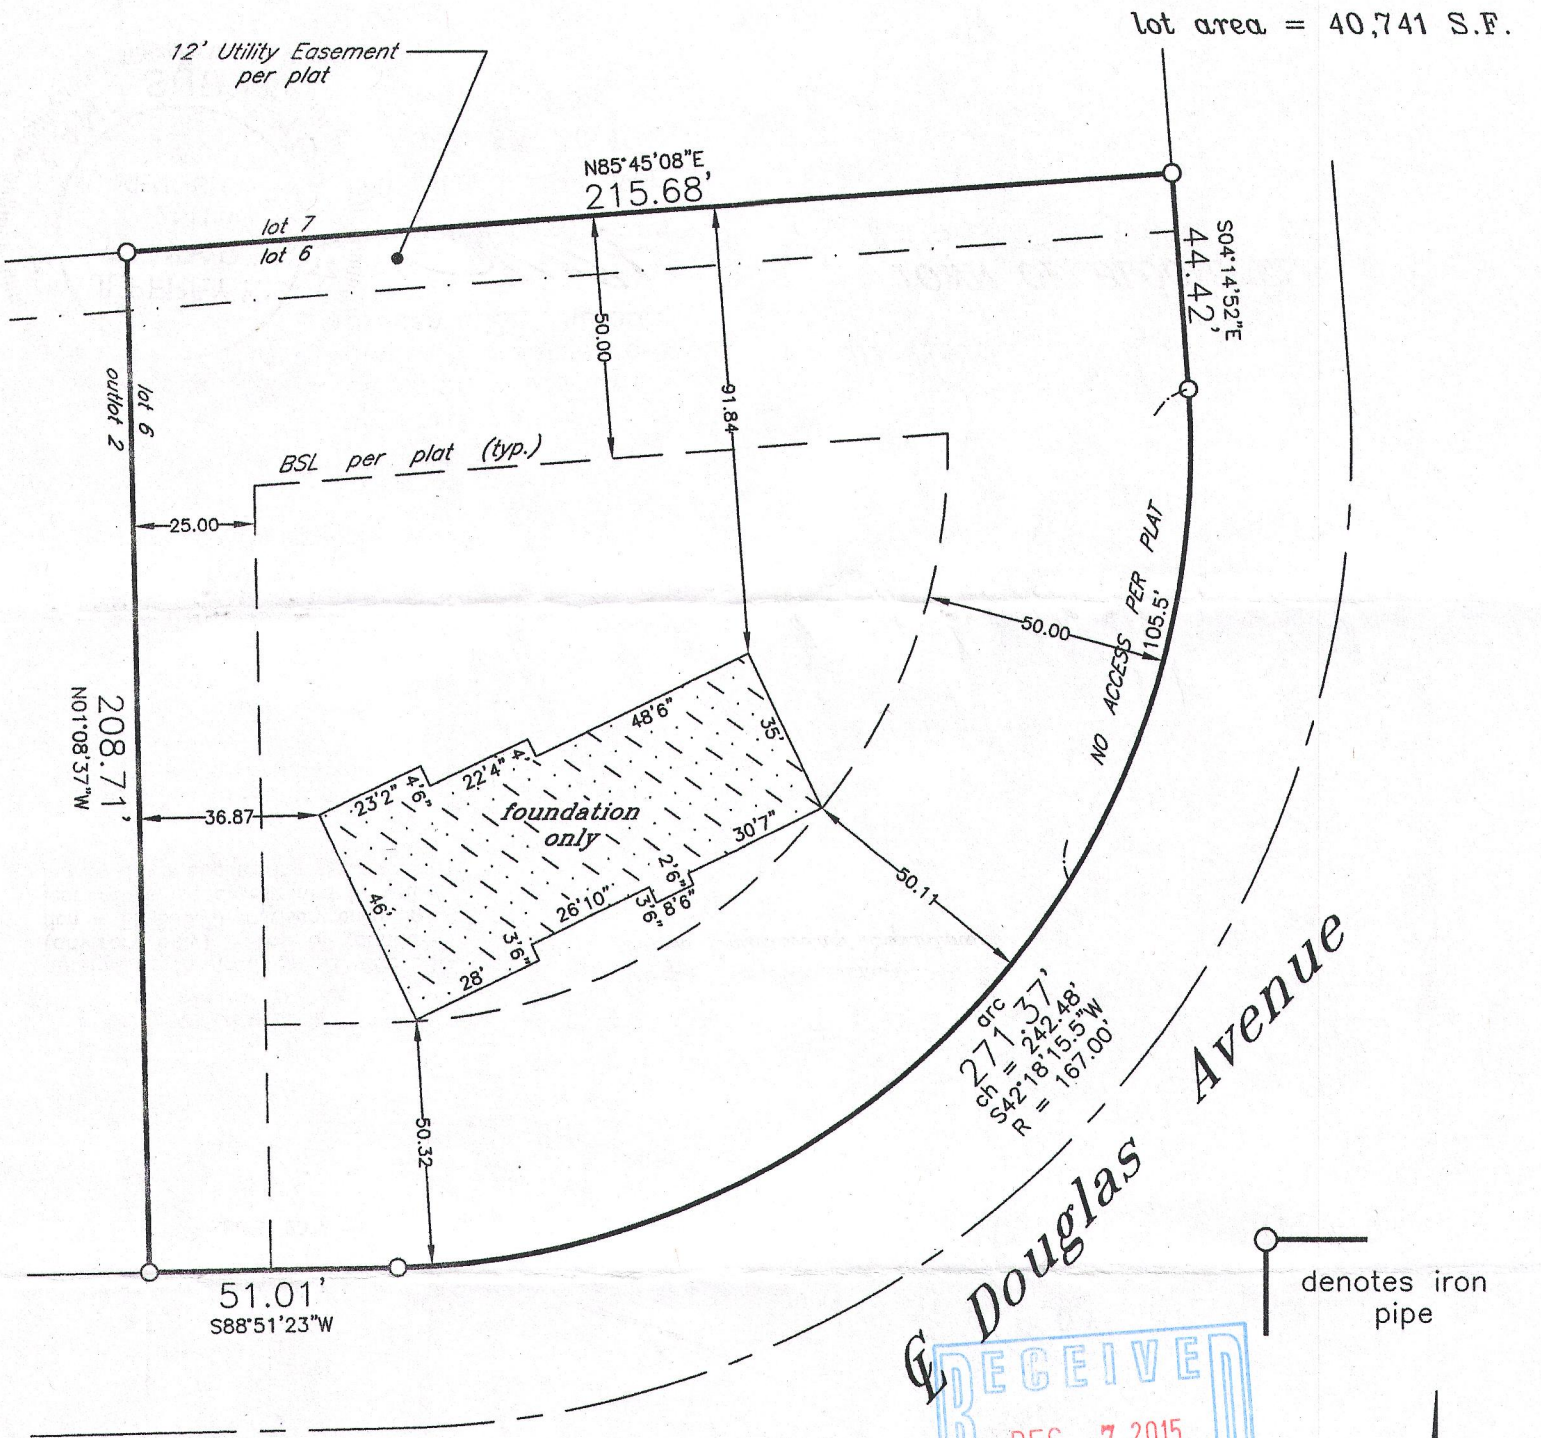 lot area = 40,741 S.F.
12' Utility Easement
per plat
N85°45'08"E
215.68'
lot 7
lot 6
S04°14'52"E
44.42'
50.00
91.84
lot 6
outlot 2
BSL per plat (typ.)
25.00
NO ACCESS PER PLAT
105.5'
50.00
208.71'
N01°08'37"W
36.87
48'6"
35'
4'
22'4"
4'6"
23'2"
foundation
only
30'7"
2'6"
8'6"
3'6"
26'10"
3'6"
28'
46'
50.11
50.32
arc
271.37'
ch = 242.48'
S42°18'15.5"W
R = 167.00'
℄ Douglas Avenue
51.01'
S88°51'23"W
denotes iron
pipe
RECEIVED
DEC 7 2015